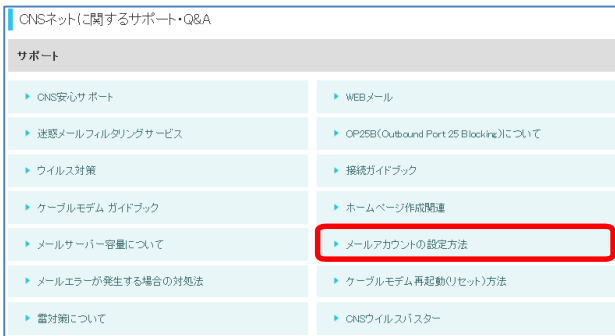 CNSネットに関するサポート・Q&A
サポート
CNS安心サポート
WEBメール
迷惑メールフィルタリングサービス
OP25B(Outbound Port 25 Blocking)について
ウイルス対策
接続ガイドブック
ケーブルモデム ガイドブック
ホームページ作成関連
メールサーバー容量について
メールアカウントの設定方法
メールエラーが発生する場合の対処法
ケーブルモデム再起動(リセット)方法
雷対策について
CNSウイルスバスター